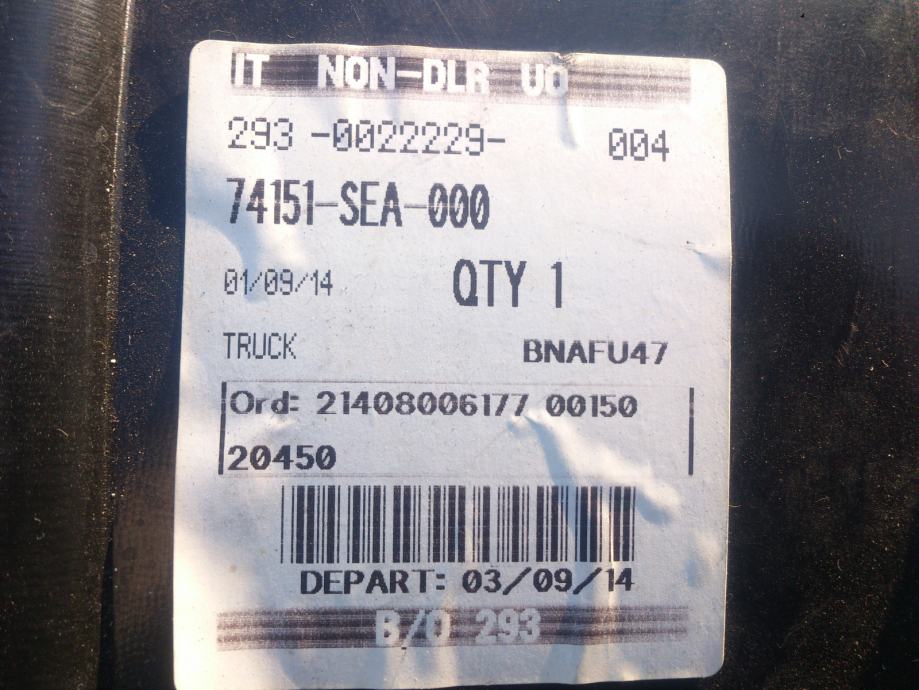 IT NON-DLR VO
293 -0022229- 004
74151-SEA-000
01/09/14 QTY 1
TRUCK BNAFU47
Ord: 21408006177 00150
20450
DEPART: 03/09/14
B/O 293